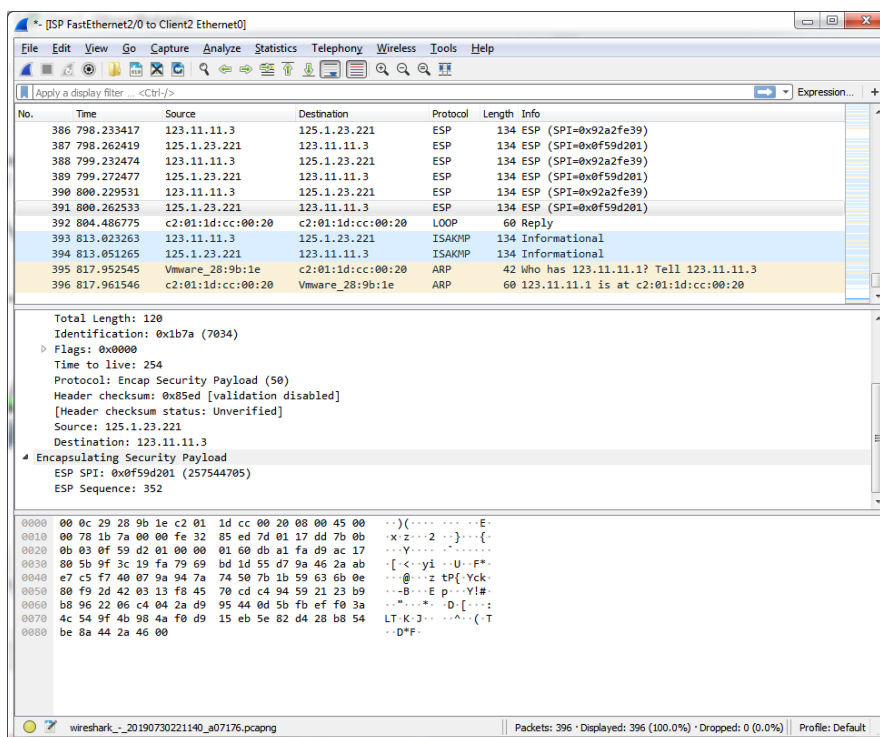 *- [ISP FastEthernet2/0 to Client2 Ethernet0]
File Edit View Go Capture Analyze Statistics Telephony Wireless Tools Help
Apply a display filter ... <Ctrl-/> Expression... +
No. Time Source Destination Protocol Length Info
386 798.233417 123.11.11.3 125.1.23.221 ESP 134 ESP (SPI=0x92a2fe39)
387 798.262419 125.1.23.221 123.11.11.3 ESP 134 ESP (SPI=0x0f59d201)
388 799.232474 123.11.11.3 125.1.23.221 ESP 134 ESP (SPI=0x92a2fe39)
389 799.272477 125.1.23.221 123.11.11.3 ESP 134 ESP (SPI=0x0f59d201)
390 800.229531 123.11.11.3 125.1.23.221 ESP 134 ESP (SPI=0x92a2fe39)
391 800.262533 125.1.23.221 123.11.11.3 ESP 134 ESP (SPI=0x0f59d201)
392 804.486775 c2:01:1d:cc:00:20 c2:01:1d:cc:00:20 LOOP 60 Reply
393 813.023263 123.11.11.3 125.1.23.221 ISAKMP 134 Informational
394 813.051265 125.1.23.221 123.11.11.3 ISAKMP 134 Informational
395 817.952545 Vmware_28:9b:1e c2:01:1d:cc:00:20 ARP 42 Who has 123.11.11.1? Tell 123.11.11.3
396 817.961546 c2:01:1d:cc:00:20 Vmware_28:9b:1e ARP 60 123.11.11.1 is at c2:01:1d:cc:00:20
Total Length: 120
Identification: 0x1b7a (7034)
Flags: 0x0000
Time to live: 254
Protocol: Encap Security Payload (50)
Header checksum: 0x85ed [validation disabled]
[Header checksum status: Unverified]
Source: 125.1.23.221
Destination: 123.11.11.3
Encapsulating Security Payload
ESP SPI: 0x0f59d201 (257544705)
ESP Sequence: 352
0000 00 0c 29 28 9b 1e c2 01 1d cc 00 20 08 00 45 00 ··)(···· ··· ··E·
0010 00 78 1b 7a 00 00 fe 32 85 ed 7d 01 17 dd 7b 0b ·x·z···2 ··}···{·
0020 0b 03 0f 59 d2 01 00 00 01 60 db a1 fa d9 ac 17 ···Y···· ·`······
0030 80 5b 9f 3c 19 fa 79 69 bd 1d 55 d7 9a 46 2a ab ·[·<··yi ··U··F*·
0040 e7 c5 f7 40 07 9a 94 7a 74 50 7b 1b 59 63 6b 0e ···@···z tP{·Yck·
0050 80 f9 2d 42 03 13 f8 45 70 cd c4 94 59 21 23 b9 ··-B···E p···Y!#·
0060 b8 96 22 06 c4 04 2a d9 95 44 0d 5b fb ef f0 3a ··"···*· ·D·[···:
0070 4c 54 9f 4b 98 4a f0 d9 15 eb 5e 82 d4 28 b8 54 LT·K·J·· ··^··(·T
0080 be 8a 44 2a 46 00 ··D*F·
wireshark_-_20190730221140_a07176.pcapng Packets: 396 · Displayed: 396 (100.0%) · Dropped: 0 (0.0%) Profile: Default